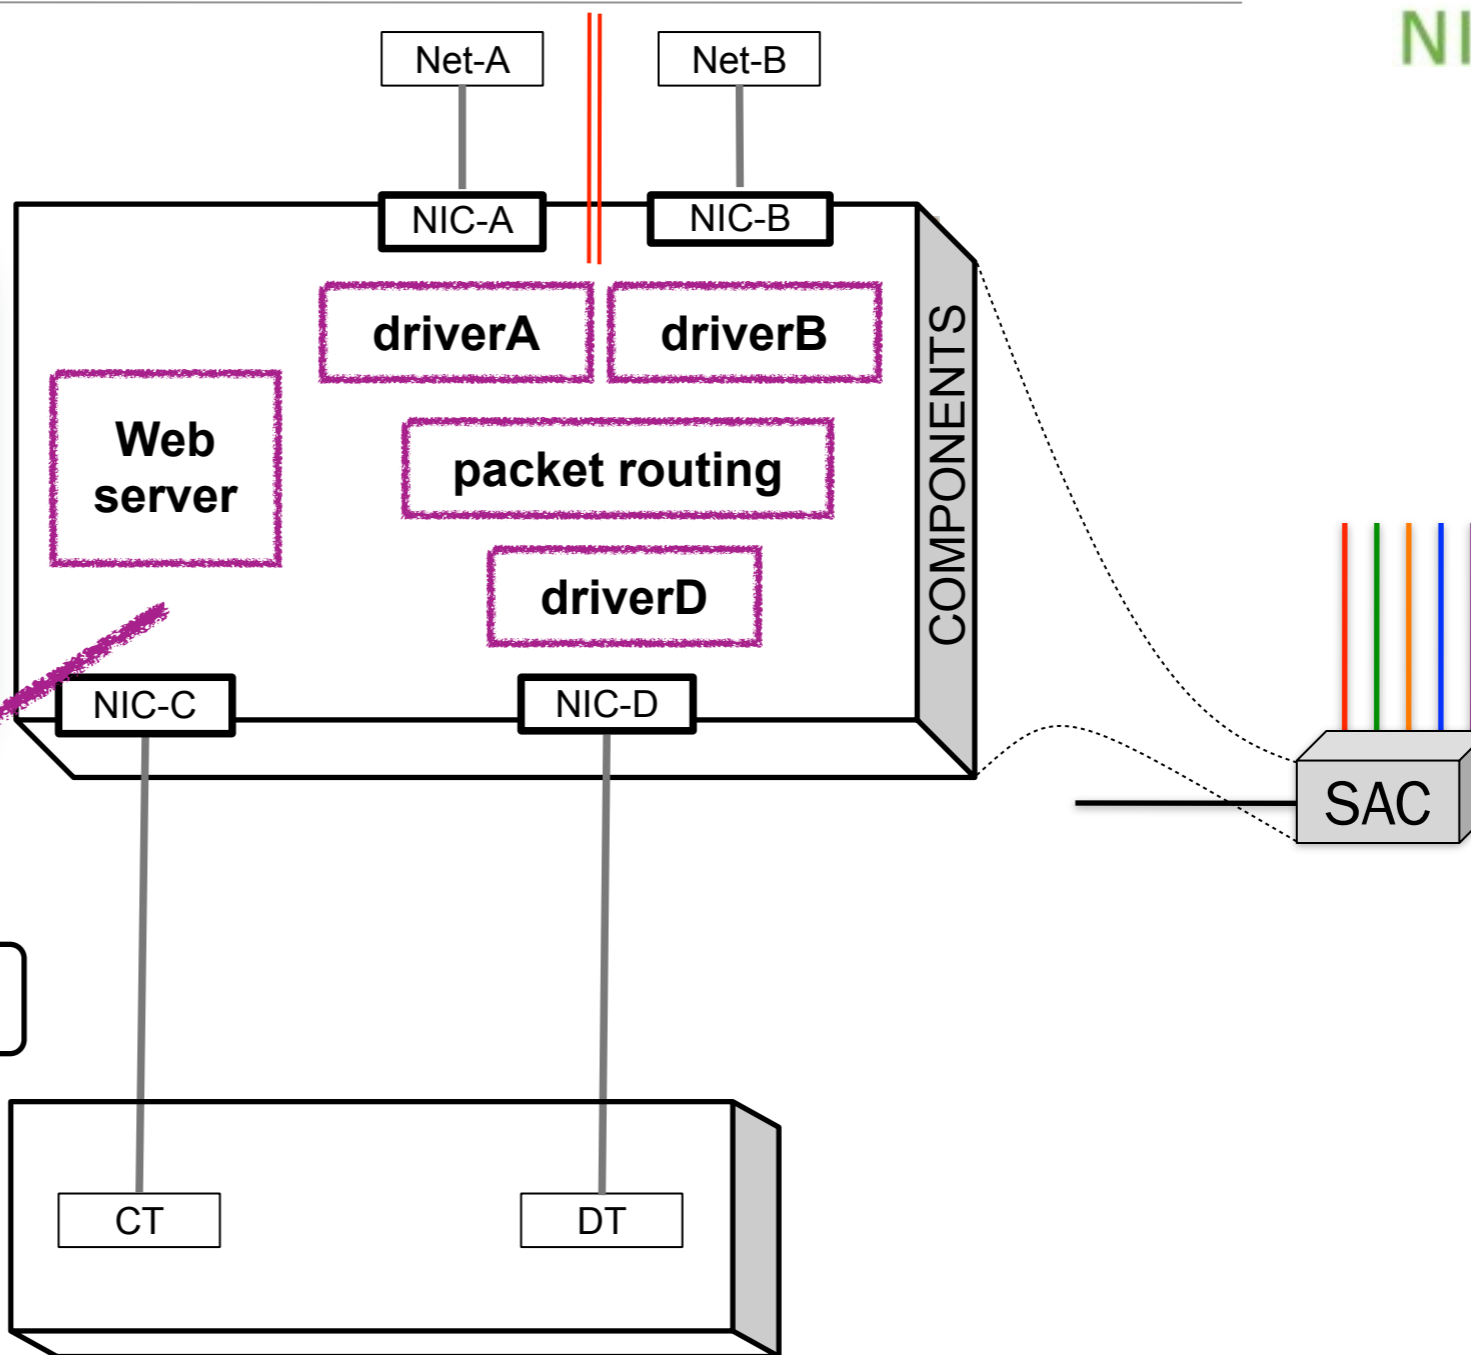 NI
Net-A
Net-B
NIC-A
NIC-B
driverA
driverB
Web
server
packet routing
driverD
COMPONENTS
NIC-C
NIC-D
SAC
CT
DT